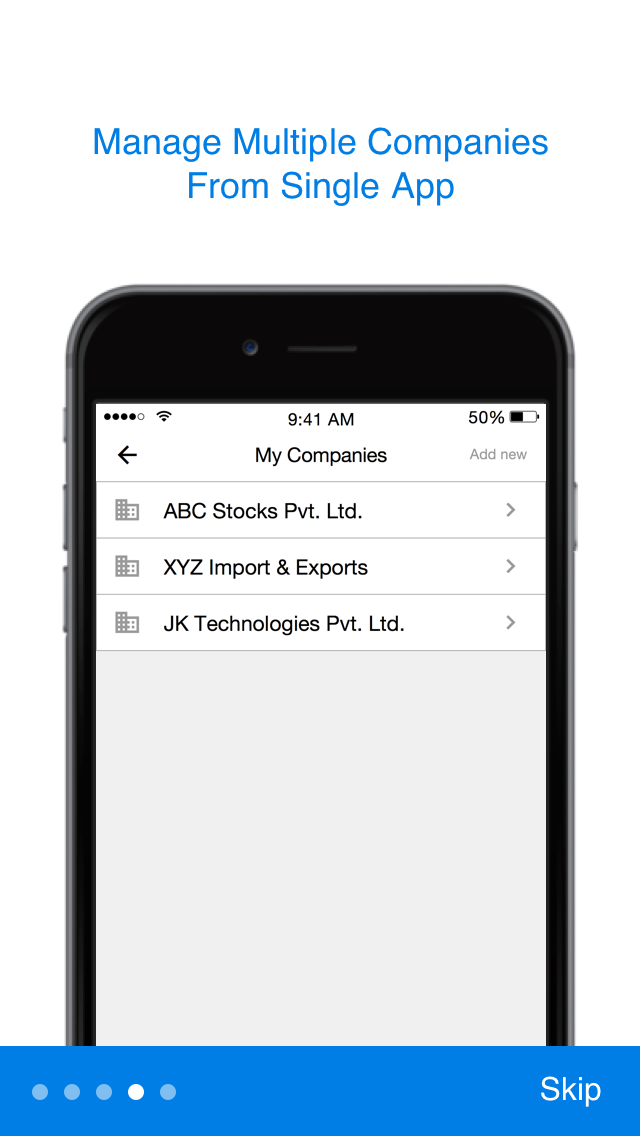 Manage Multiple Companies
From Single App
9:41 AM
50%
My Companies
Add new
ABC Stocks Pvt. Ltd.
XYZ Import & Exports
JK Technologies Pvt. Ltd.
Skip